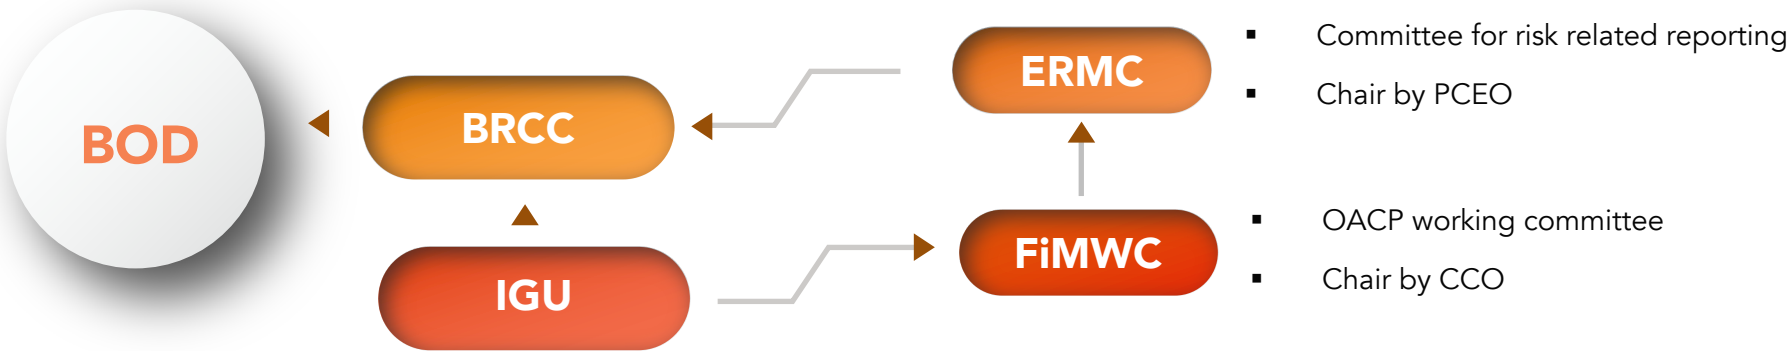 BOD
BRCC
IGU
ERMC
FiMWC
▪ Committee for risk related reporting
▪ Chair by PCEO
▪ OACP working committee
▪ Chair by CCO